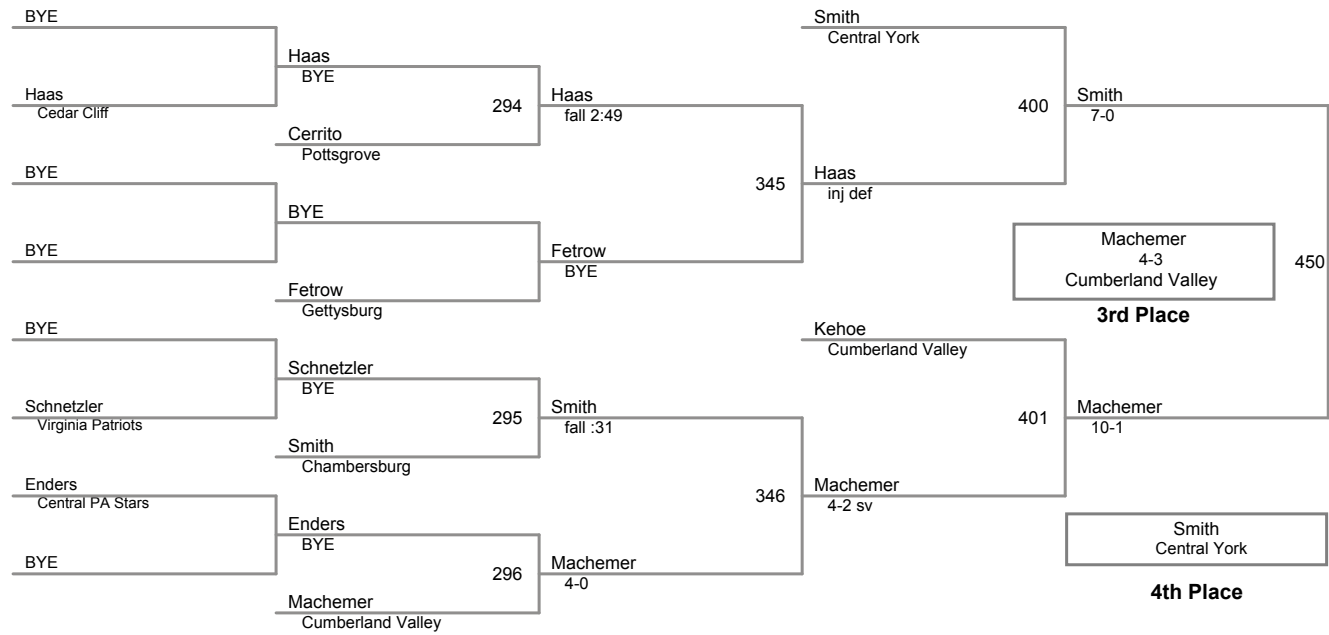 BYE
Haas
Cedar Cliff
BYE
BYE
BYE
Schnetzler
Virginia Patriots
Enders
Central PA Stars
BYE
Haas
BYE
294
Cerrito
Pottsgrove
BYE
Fetrow
Gettysburg
Schnetzler
BYE
295
Smith
Chambersburg
Enders
BYE
296
Machemer
Cumberland Valley
Haas
fall 2:49
345
Fetrow
BYE
Smith
fall :31
346
Machemer
4-0
Smith
Central York
400
Haas
inj def
Kehoe
Cumberland Valley
401
Machemer
4-2 sv
Smith
7-0
450
Machemer
10-1
Machemer
4-3
Cumberland Valley
3rd Place
Smith
Central York
4th Place